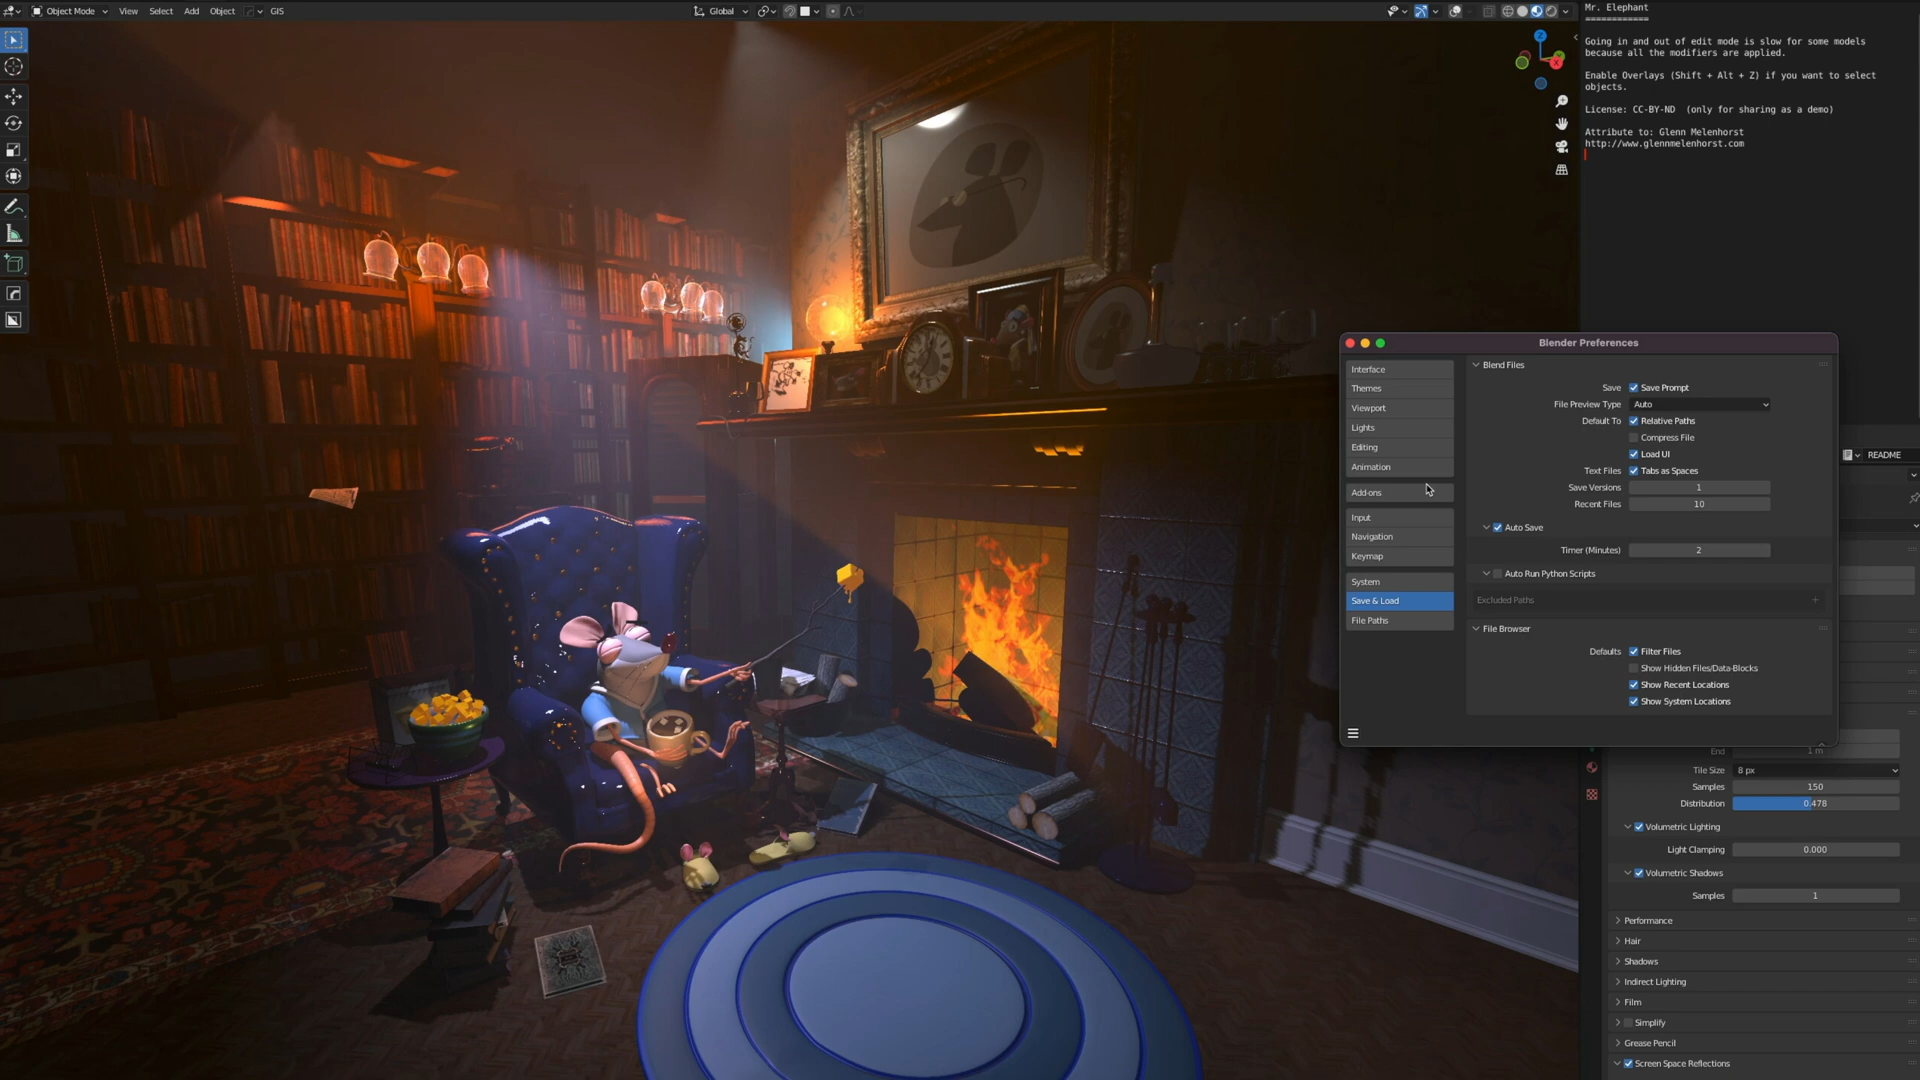 Object Mode
View
Select
Add
Object
GIS
Global
Mr. Elephant
============
Going in and out of edit mode is slow for some models
because all the modifiers are applied.
Enable Overlays (Shift + Alt + Z) if you want to select
objects.
License: CC-BY-ND  (only for sharing as a demo)
Attribute to: Glenn Melenhorst
http://www.glennmelenhorst.com
Z
X
Blender Preferences
Interface
Themes
Viewport
Lights
Editing
Animation
Add-ons
Input
Navigation
Keymap
System
Save & Load
File Paths
Blend Files
Save
Save Prompt
File Preview Type
Auto
Default To
Relative Paths
Compress File
Load UI
Text Files
Tabs as Spaces
Save Versions
1
Recent Files
10
Auto Save
Timer (Minutes)
2
Auto Run Python Scripts
Excluded Paths
File Browser
Defaults
Filter Files
Show Hidden Files/Data-Blocks
Show Recent Locations
Show System Locations
README
End
1 m
Tile Size
8 px
Samples
150
Distribution
0.478
Volumetric Lighting
Light Clamping
0.000
Volumetric Shadows
Samples
1
Performance
Hair
Shadows
Indirect Lighting
Film
Simplify
Grease Pencil
Screen Space Reflections